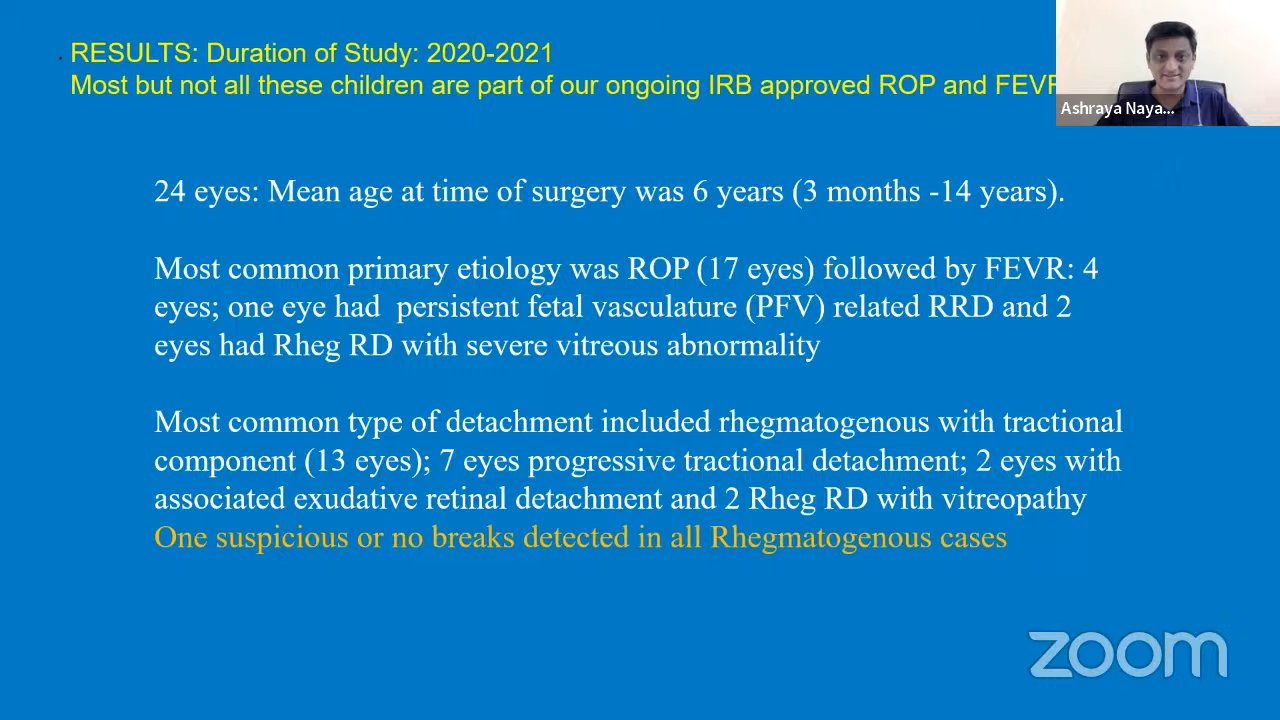 RESULTS: Duration of Study: 2020-2021
Most but not all these children are part of our ongoing IRB approved ROP and FEVR
Ashraya Naya...
24 eyes: Mean age at time of surgery was 6 years (3 months -14 years).
Most common primary etiology was ROP (17 eyes) followed by FEVR: 4
eyes; one eye had persistent fetal vasculature (PFV) related RRD and 2
eyes had Rheg RD with severe vitreous abnormality
Most common type of detachment included rhegmatogenous with tractional
component (13 eyes); 7 eyes progressive tractional detachment; 2 eyes with
associated exudative retinal detachment and 2 Rheg RD with vitreopathy
One suspicious or no breaks detected in all Rhegmatogenous cases
zoom